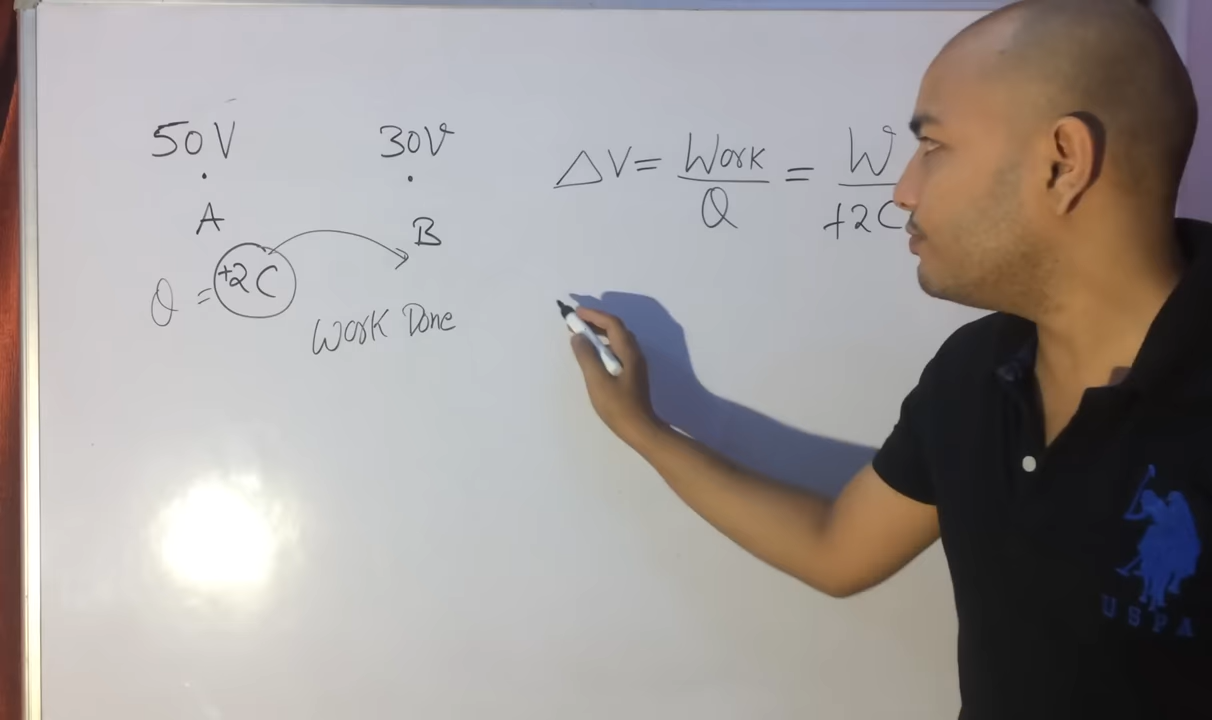 50V 30V
A B
Q = +2C
Work Done
ΔV = Work / Q = W / +2C
USPA